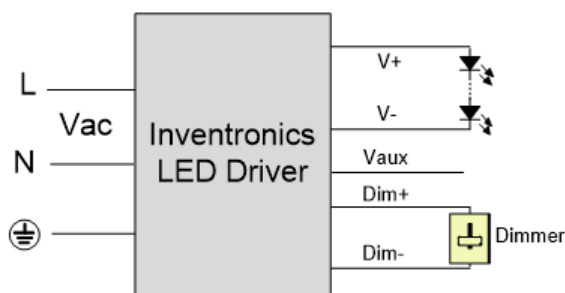 L
Vac
N
Inventronics
LED Driver
V+
V-
Vaux
Dim+
Dim-
Dimmer